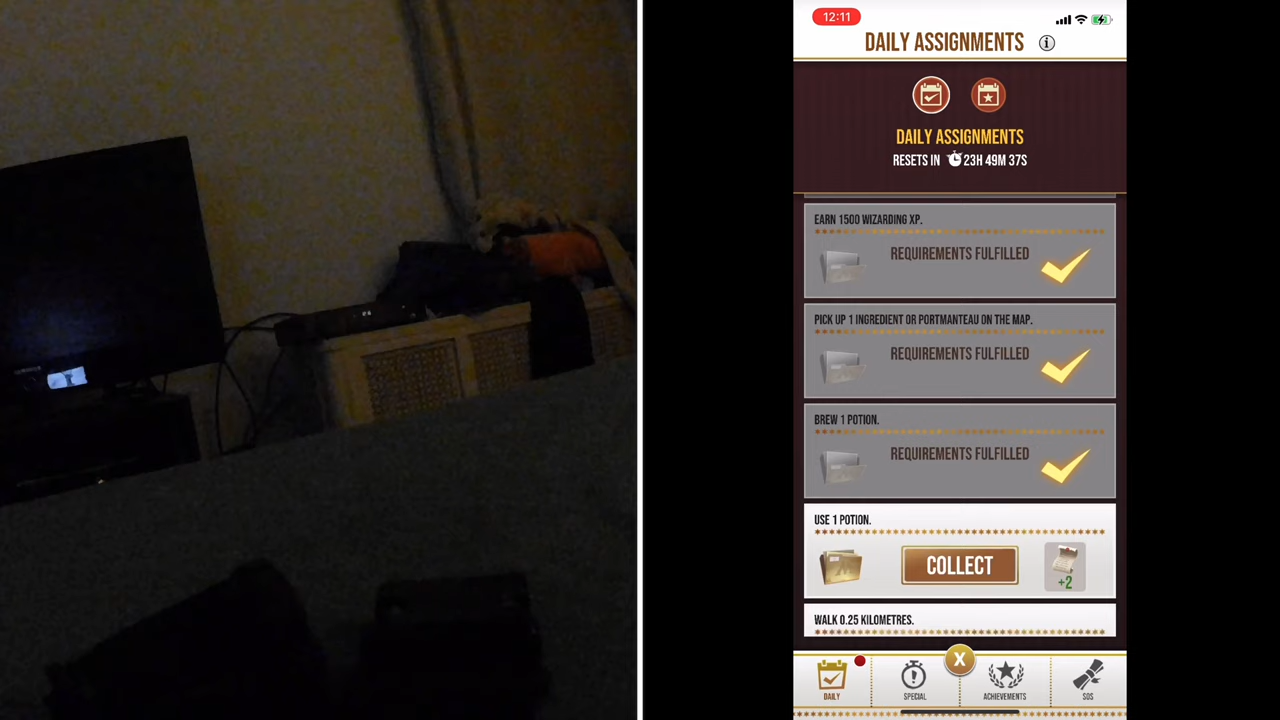 12:11
DAILY ASSIGNMENTS
DAILY ASSIGNMENTS
RESETS IN 23H 49M 37S
EARN 1500 WIZARDING XP.
REQUIREMENTS FULFILLED
PICK UP 1 INGREDIENT OR PORTMANTEAU ON THE MAP.
REQUIREMENTS FULFILLED
BREW 1 POTION.
REQUIREMENTS FULFILLED
USE 1 POTION.
COLLECT
+2
WALK 0.25 KILOMETRES.
X
DAILY
SPECIAL
ACHIEVEMENTS
SOS